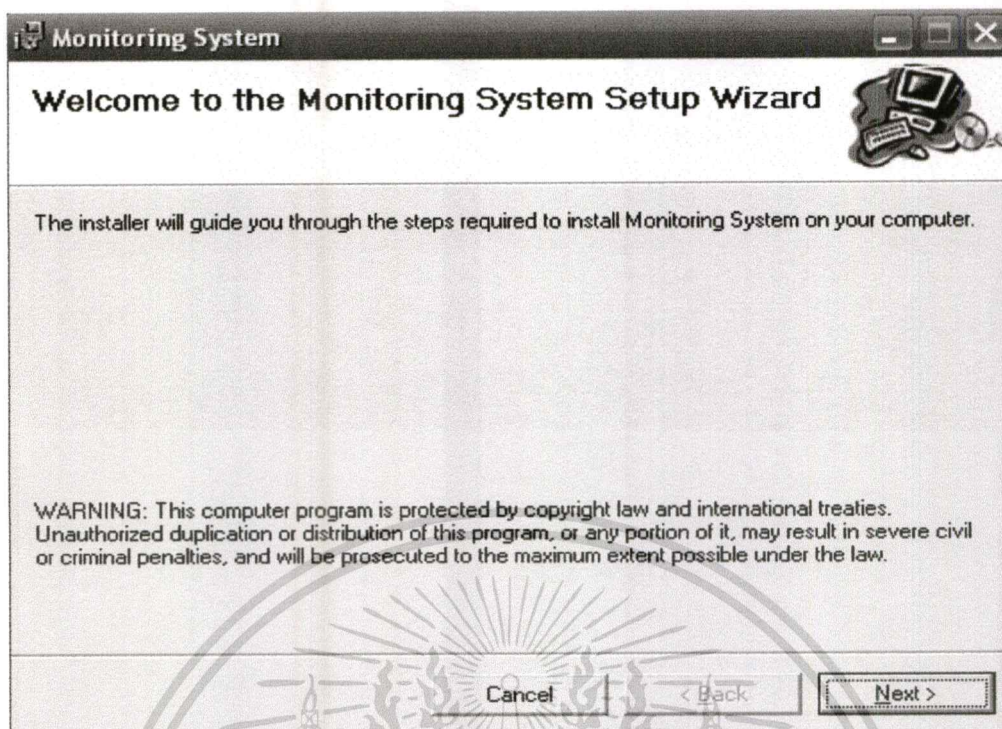 Monitoring System
Welcome to the Monitoring System Setup Wizard
The installer will guide you through the steps required to install Monitoring System on your computer.
WARNING: This computer program is protected by copyright law and international treaties.
Unauthorized duplication or distribution of this program, or any portion of it, may result in severe civil
or criminal penalties, and will be prosecuted to the maximum extent possible under the law.
Cancel < Back Next >